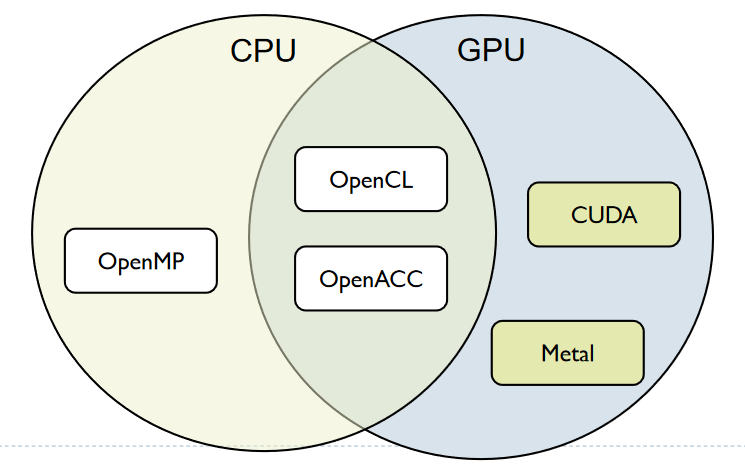 CPU
GPU
OpenCL
CUDA
OpenMP
OpenACC
Metal